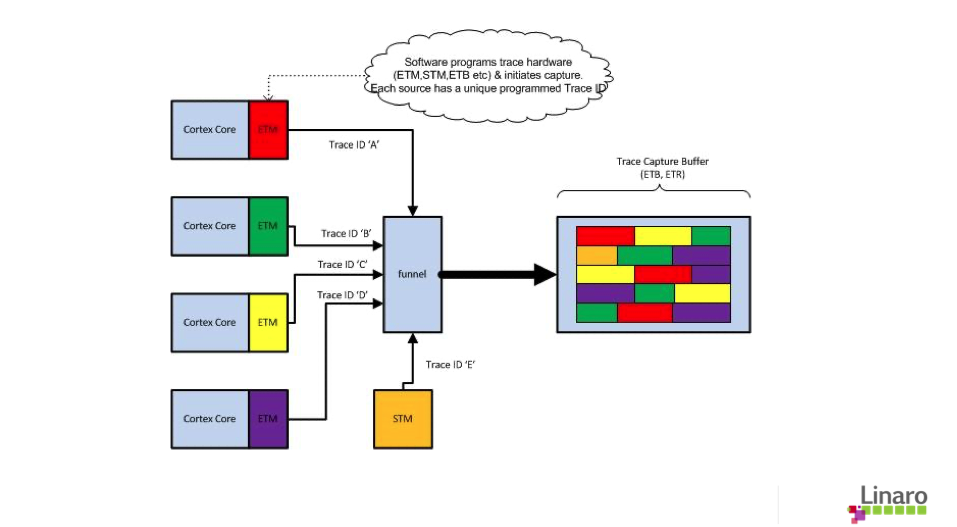 Software programs trace hardware
(ETM,STM,ETB etc) & initiates capture.
Each source has a unique programmed Trace ID
Cortex Core
ETM
Trace ID ‘A’
Trace Capture Buffer
(ETB, ETR)
Cortex Core
ETM
Trace ID ‘B’
Trace ID ‘C’
funnel
Trace ID ‘D’
Cortex Core
ETM
Trace ID ‘E’
Cortex Core
ETM
STM
Linaro